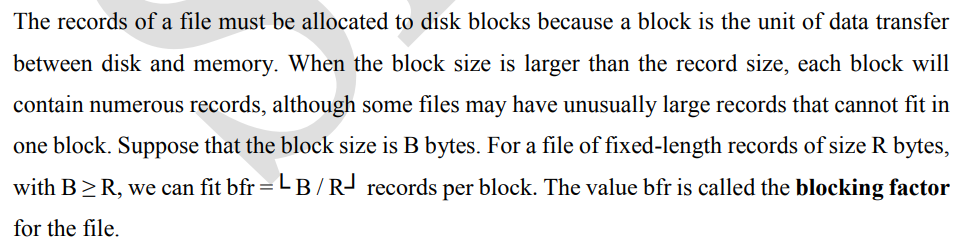 The records of a file must be allocated to disk blocks because a block is the unit of data transfer
between disk and memory. When the block size is larger than the record size, each block will
contain numerous records, although some files may have unusually large records that cannot fit in
one block. Suppose that the block size is B bytes. For a file of fixed-length records of size R bytes,
with B ≥ R, we can fit bfr = └ B / R┘ records per block. The value bfr is called the blocking factor
for the file.